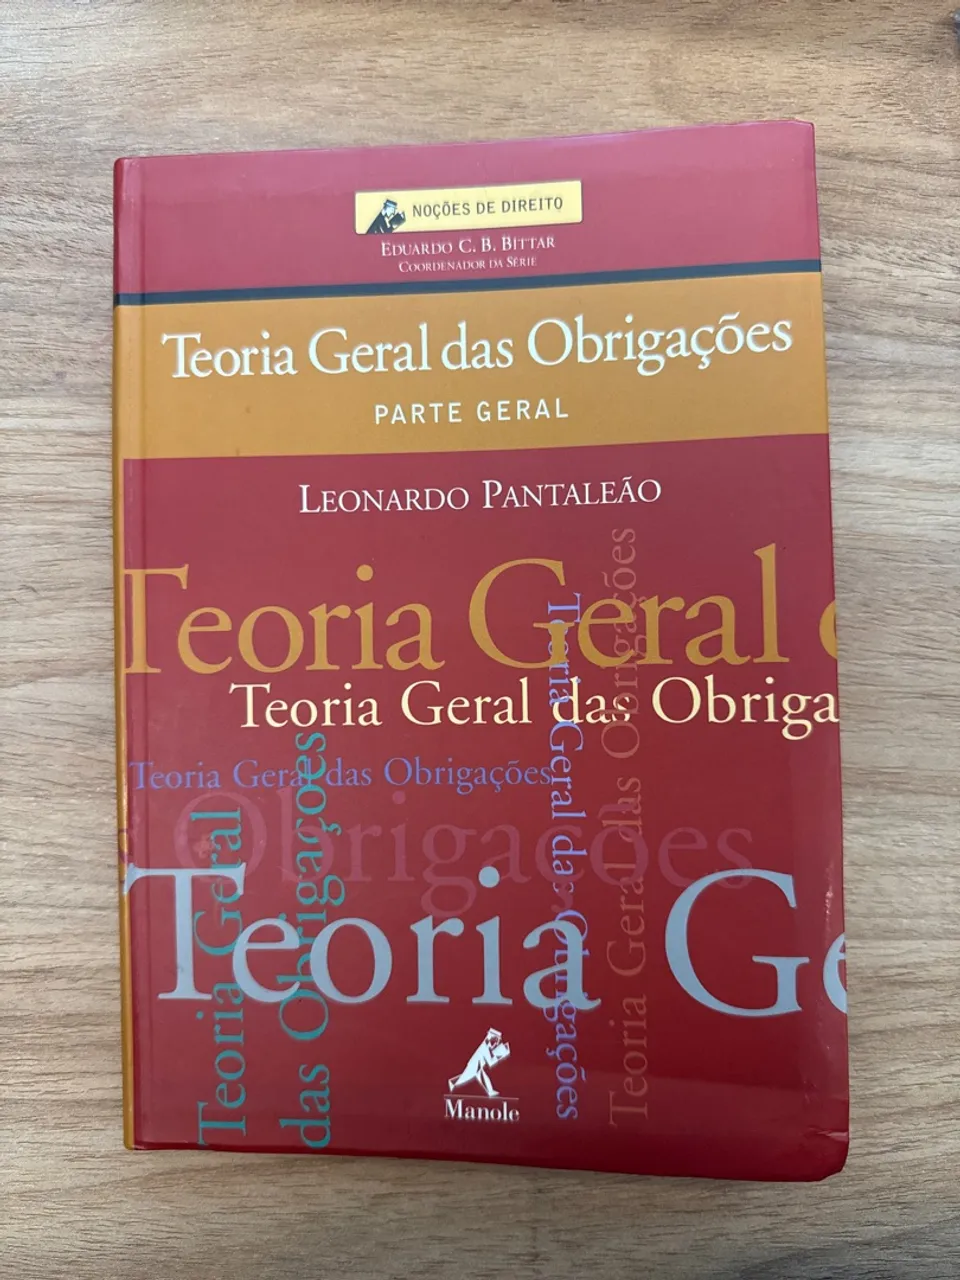 NOÇÕES DE DIREITO
EDUARDO C. B. BITTAR
COORDENADOR DA SÉRIE
Teoria Geral das Obrigações
PARTE GERAL
LEONARDO PANTALEÃO
Teoria Geral d
Teoria Geral das Obriga
Teoria Geral das Obrigações
Obrigações
Teoria Ge
Teoria Geral
das Obrigações
Teoria Geral das Obrigações
Teoria Geral das Obrigações
Manole